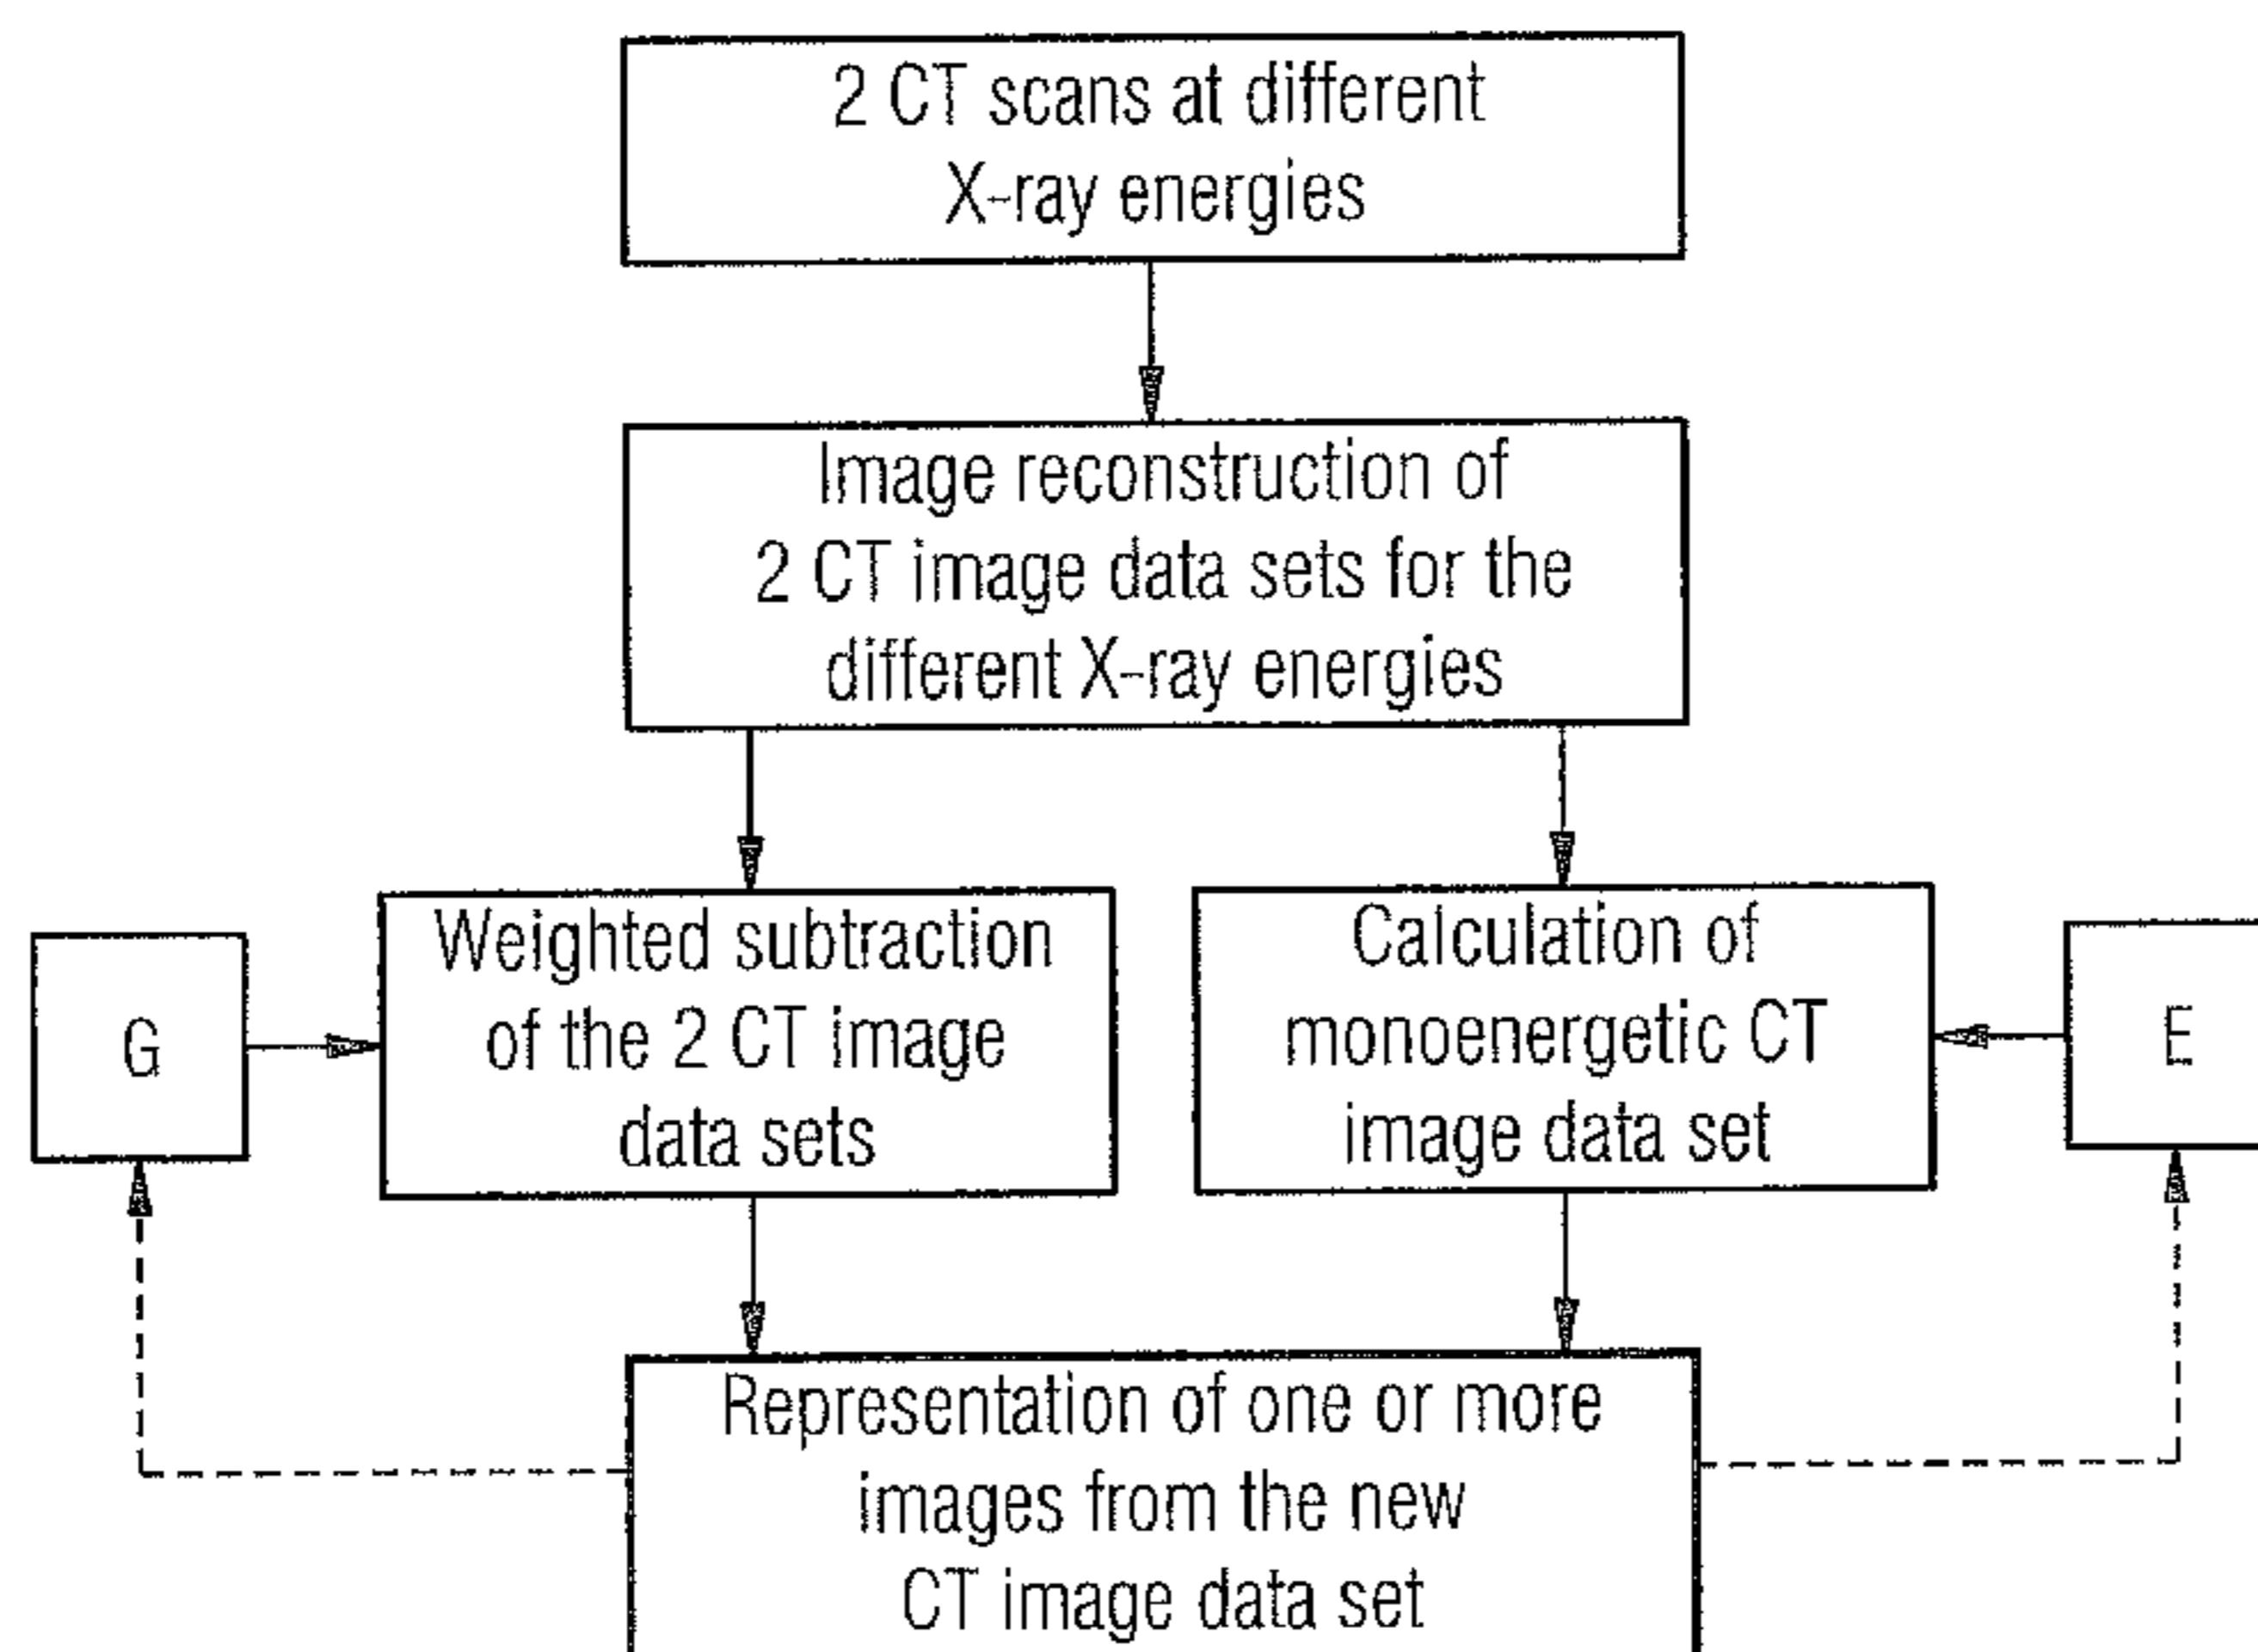 2 CT scans at different
X-ray energies
Image reconstruction of
2 CT image data sets for the
different X-ray energies
G
Weighted subtraction
of the 2 CT image
data sets
Calculation of
monoenergetic CT
image data set
E
Representation of one or more
images from the new
CT image data set